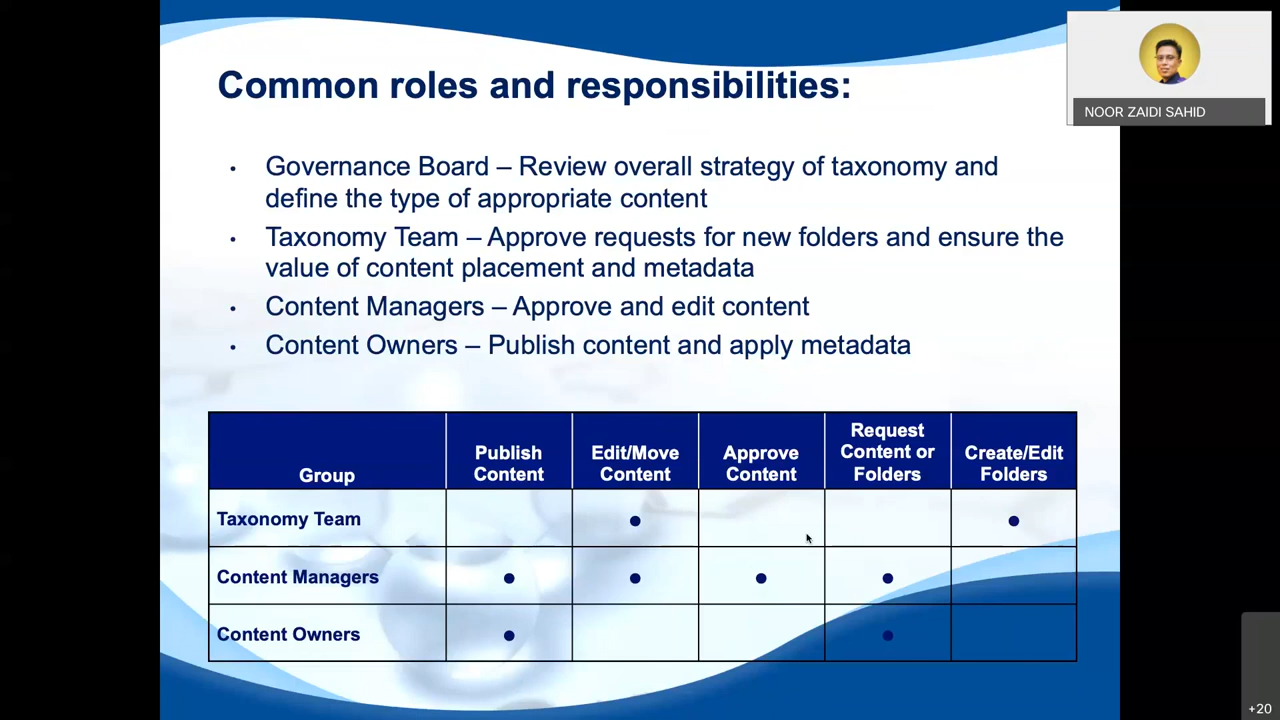 Common roles and responsibilities:
NOOR ZAIDI SAHID
• Governance Board – Review overall strategy of taxonomy and
define the type of appropriate content
• Taxonomy Team – Approve requests for new folders and ensure the
value of content placement and metadata
• Content Managers – Approve and edit content
• Content Owners – Publish content and apply metadata
Group
Publish
Content
Edit/Move
Content
Approve
Content
Request
Content or
Folders
Create/Edit
Folders
Taxonomy Team ● ●
Content Managers ● ● ● ●
Content Owners ● ●
+20